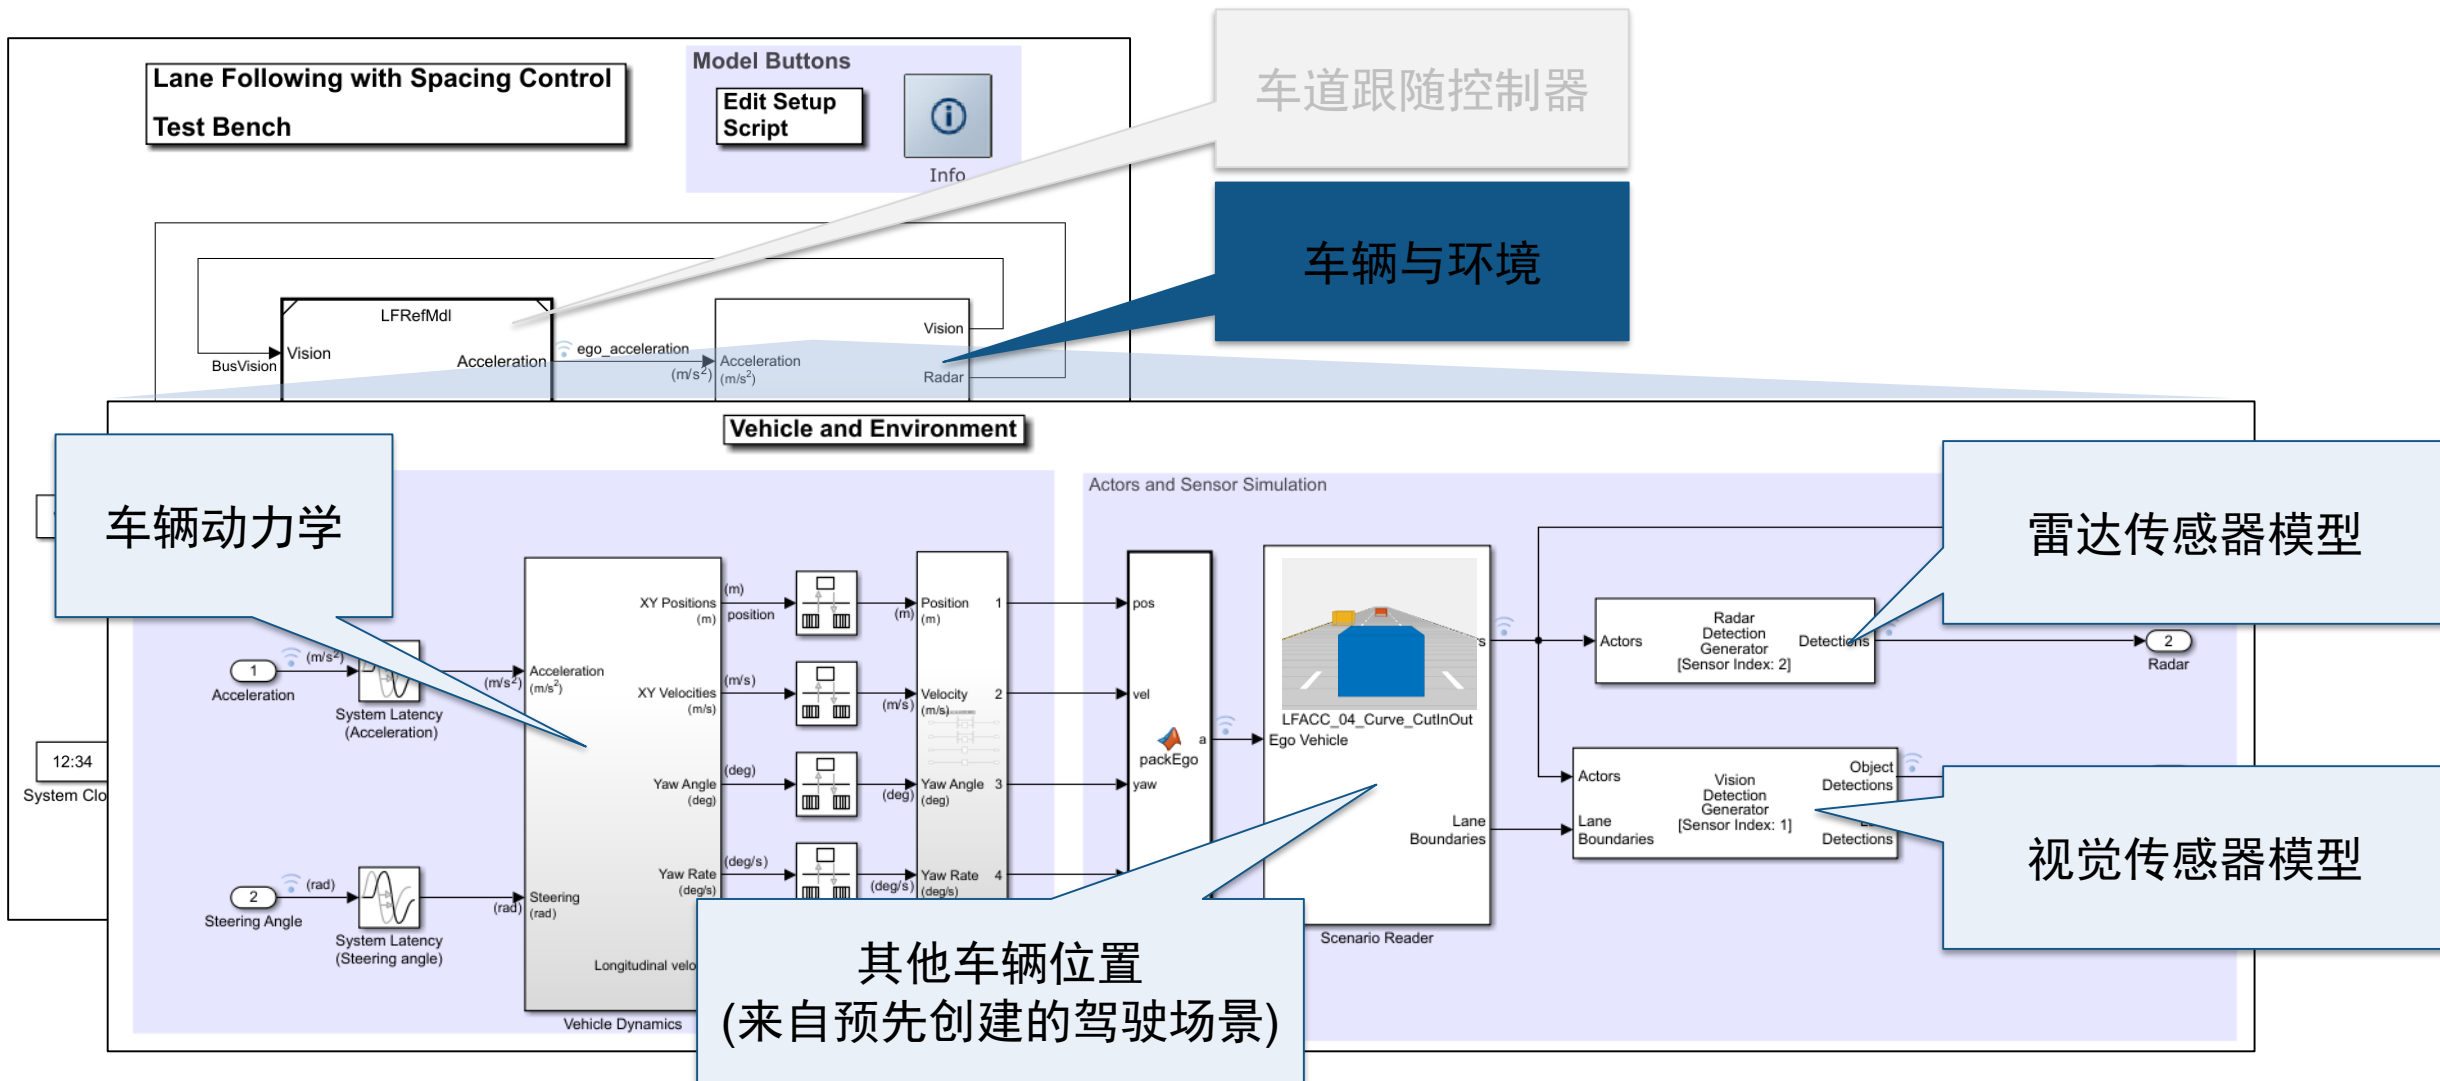 Lane Following with Spacing Control
Test Bench
Model Buttons
Edit Setup
Script
Info
车道跟随控制器
车辆与环境
LFRefMdl
BusVision
Vision
Acceleration
ego_acceleration
(m/s²)
Acceleration
(m/s²)
Vision
Radar
Vehicle and Environment
车辆动力学
Actors and Sensor Simulation
雷达传感器模型
1
Acceleration
(m/s²)
System Latency
(Acceleration)
(m/s²)
Acceleration
(m/s²)
XY Positions
(m)
(m)
position
(m)
Position
(m)
1
pos
XY Velocities
(m/s)
(m/s)
(m/s)
Velocity
(m/s)
2
vel
Yaw Angle
(deg)
(deg)
(deg)
Yaw Angle
(deg)
3
yaw
Yaw Rate
(deg/s)
(deg/s)
(deg/s)
Yaw Rate
(deg/s)
4
packEgo
a
LFACC_04_Curve_CutInOut
Ego Vehicle
Lane
Boundaries
Scenario Reader
Actors
Radar
Detection
Generator
[Sensor Index: 2]
Detections
2
Radar
Actors
Lane
Boundaries
Vision
Detection
Generator
[Sensor Index: 1]
Object
Detections
Detections
视觉传感器模型
12:34
System Clo
2
Steering Angle
(rad)
System Latency
(Steering angle)
(rad)
Steering
(rad)
Longitudinal velo
Vehicle Dynamics
其他车辆位置
(来自预先创建的驾驶场景)